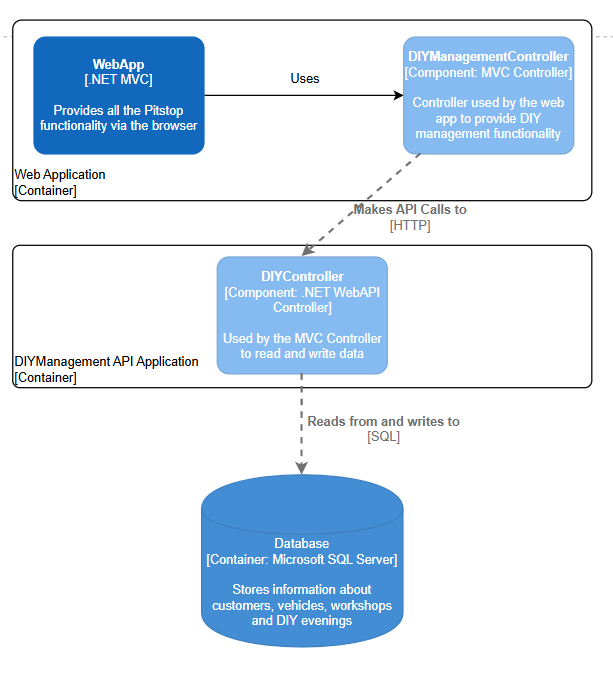 WebApp
[.NET MVC]
Provides all the Pitstop
functionality via the browser
Uses
DIYManagementController
[Component: MVC Controller]
Controller used by the web
app to provide DIY
management functionality
Web Application
[Container]
Makes API Calls to
[HTTP]
DIYController
[Component: .NET WebAPI
Controller]
Used by the MVC Controller
to read and write data
DIYManagement API Application
[Container]
Reads from and writes to
[SQL]
Database
[Container: Microsoft SQL Server]
Stores information about
customers, vehicles, workshops
and DIY evenings